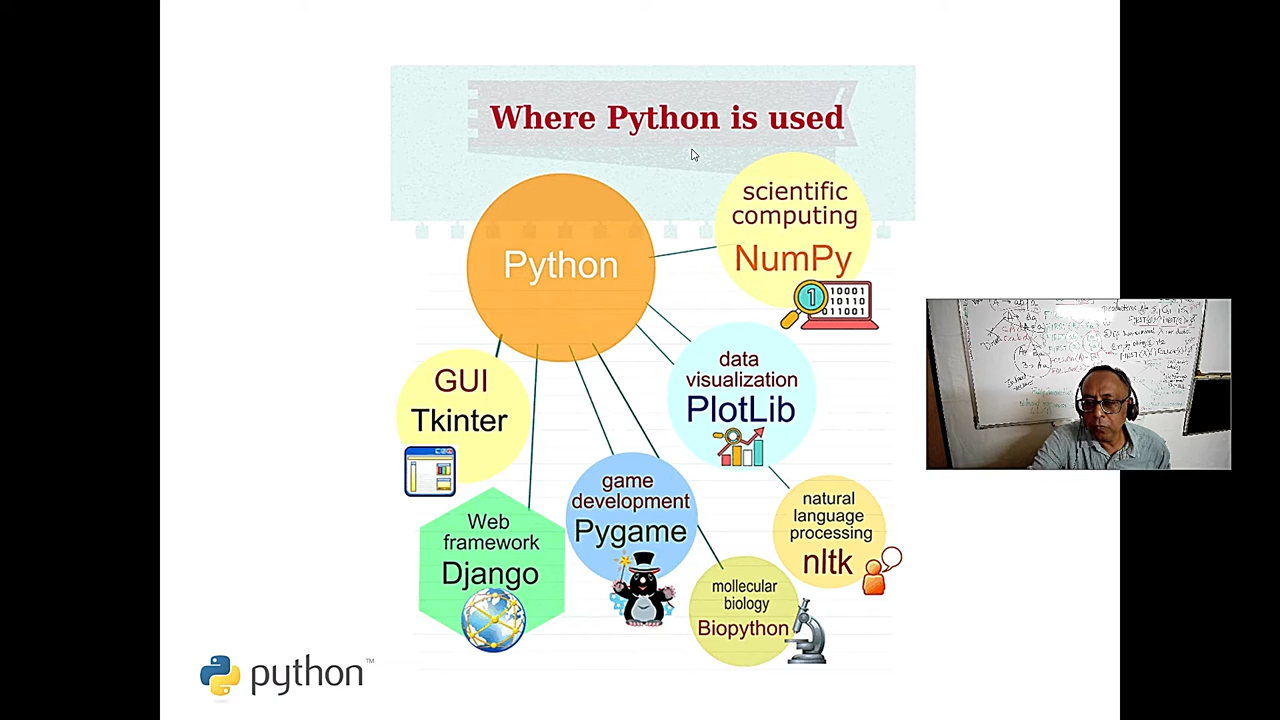 Where Python is used
Python
scientific
computing
NumPy
1
10001
10110
011001
data
visualization
PlotLib
GUI
Tkinter
game
development
Pygame
natural
language
processing
nltk
Web
framework
Django
mollecular
biology
Biopython
python™